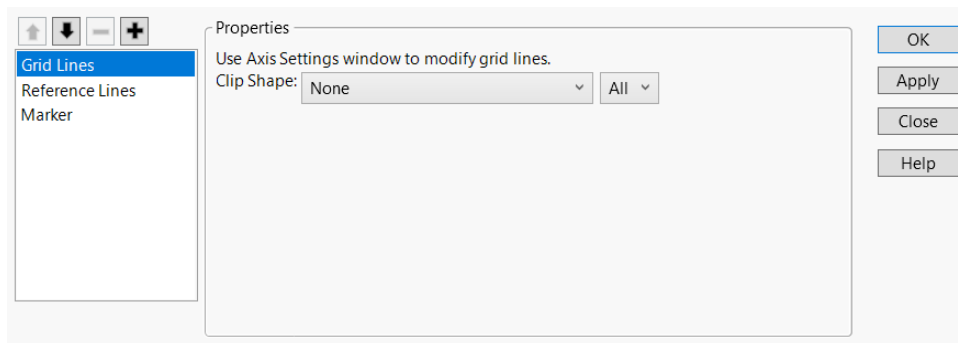 Grid Lines
Reference Lines
Marker
Properties
Use Axis Settings window to modify grid lines.
Clip Shape: None All
OK
Apply
Close
Help